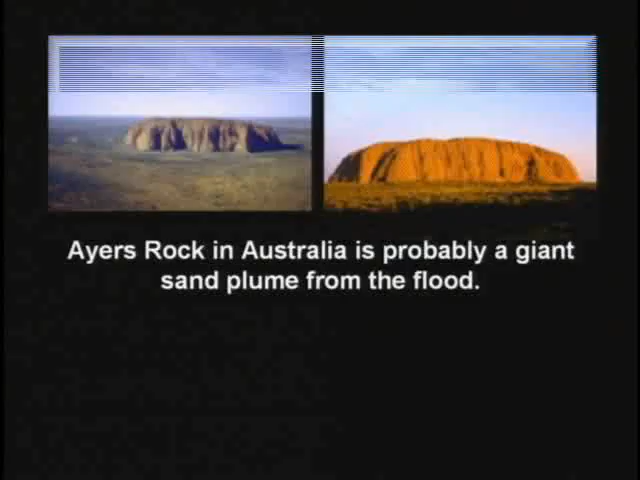 Ayers Rock in Australia is probably a giant
sand plume from the flood.